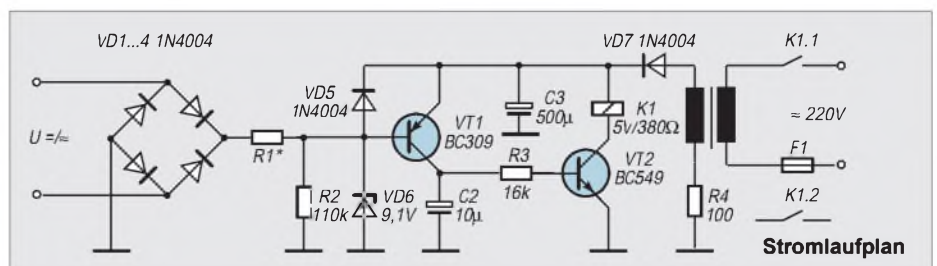 VD1...4 1N4004
U =/≈
R1*
R2
110k
VD5
1N4004
VD6
9,1V
VT1
BC309
C2
10µ
C3
500µ
R3
16k
K1
5v/380Ω
VT2
BC549
VD7 1N4004
R4
100
K1.1
≈ 220V
F1
K1.2
Stromlaufplan